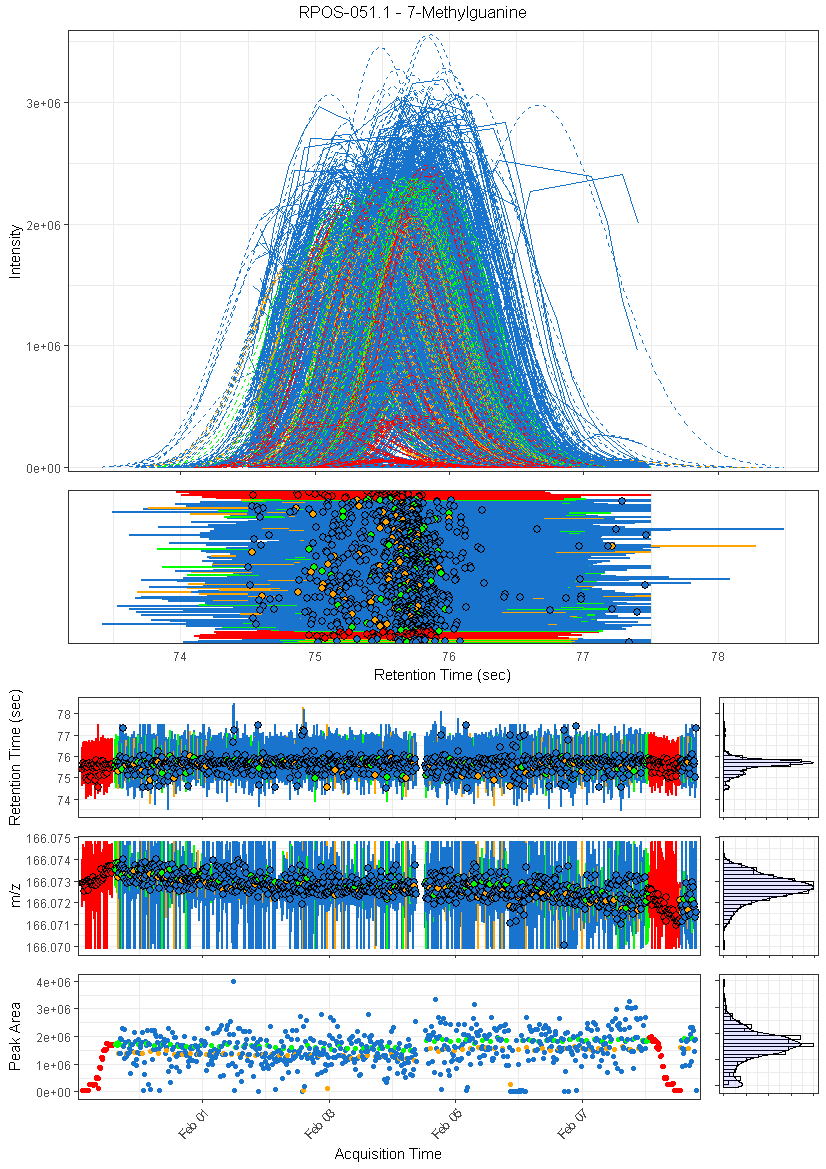 RPOS-051.1 - 7-Methylguanine
Intensity
3e+06
2e+06
1e+06
0e+00
74 75 76 77 78
Retention Time (sec)
Retention Time (sec)
78
77
76
75
74
m/z
166.075
166.074
166.073
166.072
166.071
166.070
Peak Area
4e+06
3e+06
2e+06
1e+06
0e+00
Feb 01 Feb 03 Feb 05 Feb 07
Acquisition Time